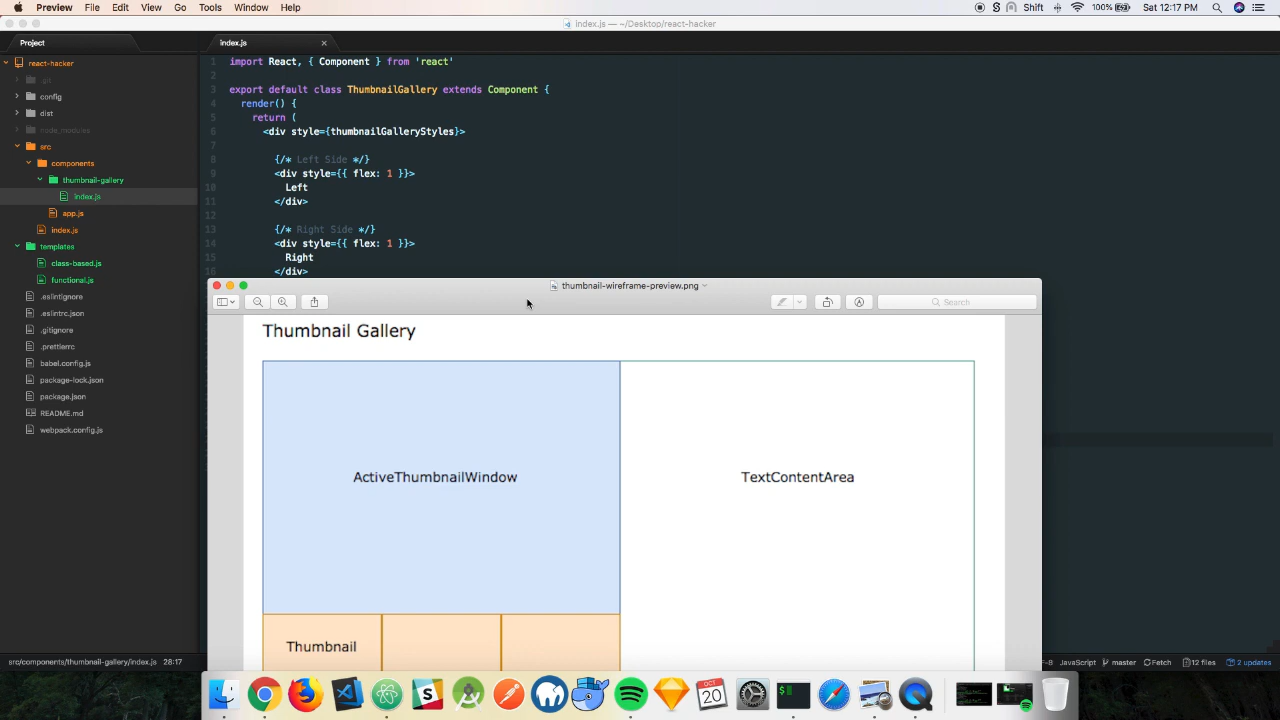 Preview File Edit View Go Tools Window Help Shift 100% Sat 12:17 PM
index.js — ~/Desktop/react-hacker
Project
index.js
react-hacker
.git
config
dist
node_modules
src
components
thumbnail-gallery
index.js
app.js
index.js
templates
class-based.js
functional.js
.eslintignore
.eslintrc.json
.gitignore
.prettierrc
babel.config.js
package-lock.json
package.json
README.md
webpack.config.js
1 import React, { Component } from 'react'
2
3 export default class ThumbnailGallery extends Component {
4 render() {
5 return (
6 <div style={thumbnailGalleryStyles}>
7
8 {/* Left Side */}
9 <div style={{ flex: 1 }}>
10 Left
11 </div>
12
13 {/* Right Side */}
14 <div style={{ flex: 1 }}>
15 Right
16 </div>
thumbnail-wireframe-preview.png
Search
Thumbnail Gallery
ActiveThumbnailWindow
TextContentArea
Thumbnail
src/components/thumbnail-gallery/index.js 28:17
F-8 JavaScript master Fetch 12 files 2 updates
OCT
20